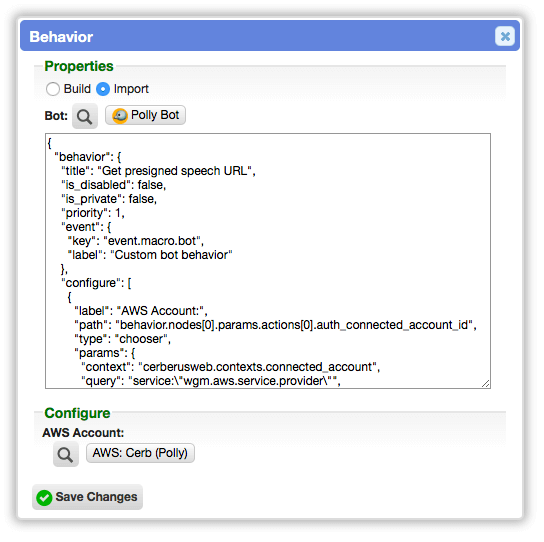 Behavior
Properties
Build Import
Bot: Polly Bot
{
"behavior": {
"title": "Get presigned speech URL",
"is_disabled": false,
"is_private": false,
"priority": 1,
"event": {
"key": "event.macro.bot",
"label": "Custom bot behavior"
},
"configure": [
{
"label": "AWS Account:",
"path": "behavior.nodes[0].params.actions[0].auth_connected_account_id",
"type": "chooser",
"params": {
"context": "cerberusweb.contexts.connected_account",
"query": "service:\"wgm.aws.service.provider\"",
Configure
AWS Account:
AWS: Cerb (Polly)
Save Changes